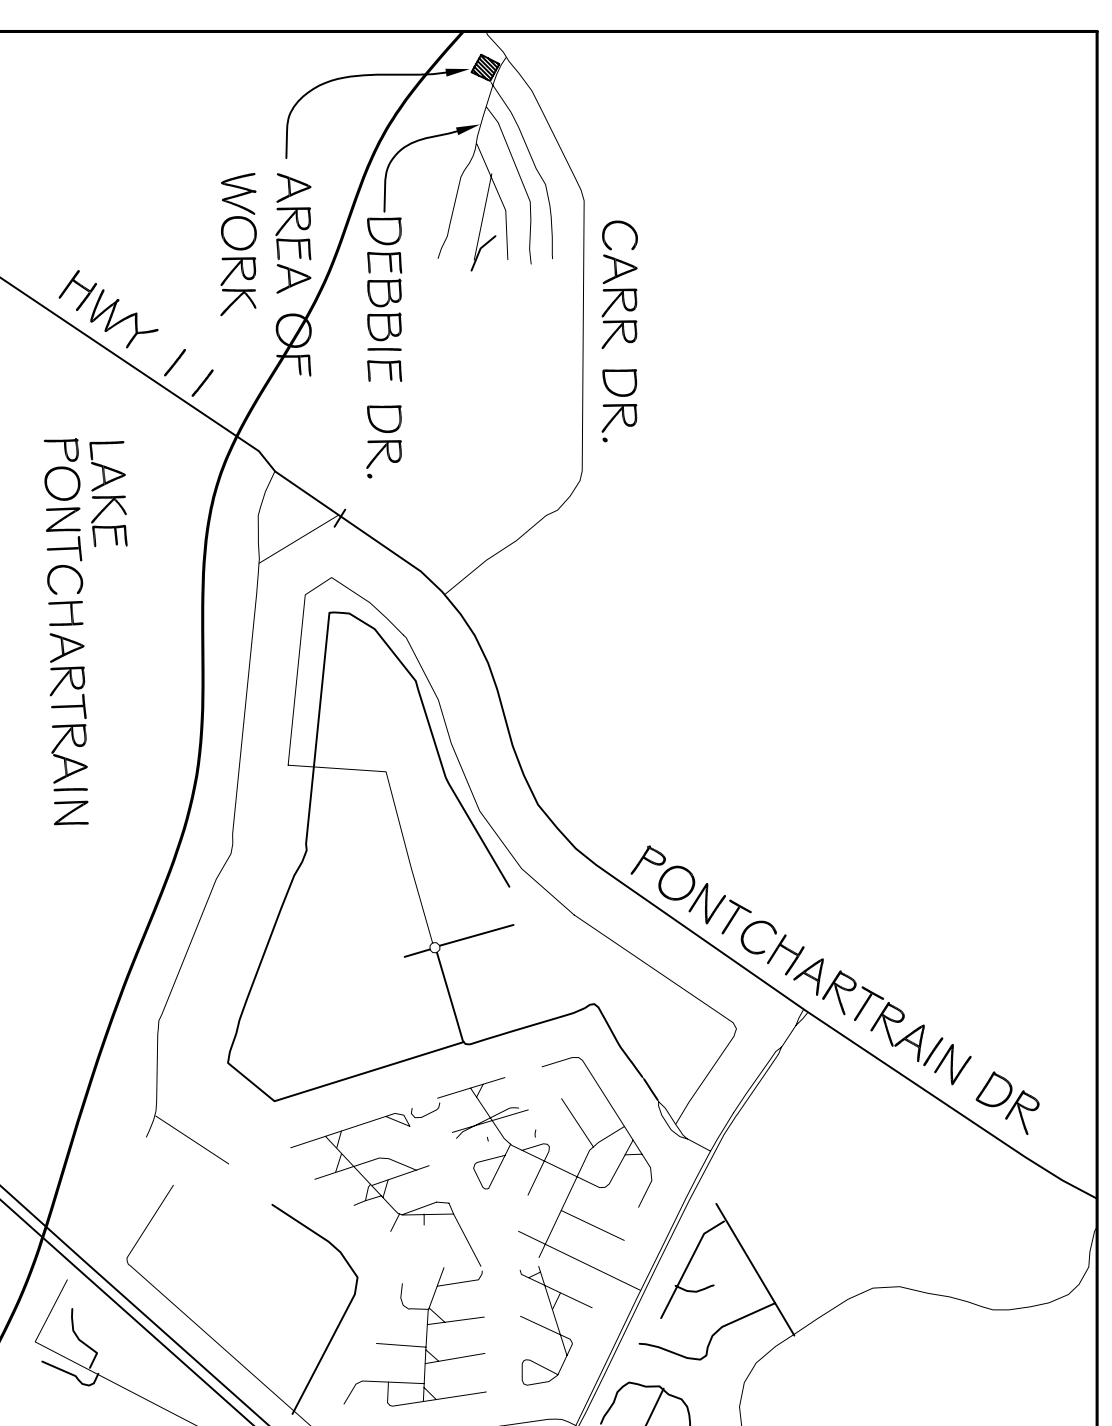 CARR DR.
DEBBIE DR.
AREA OF
WORK
HWY 11
LAKE
PONTCHARTRAIN
PONTCHARTRAIN DR